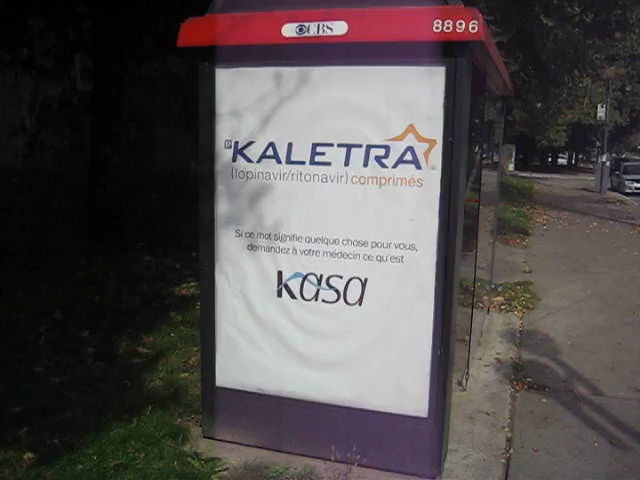 CBS 8896
KALETRA
(lopinavir/ritonavir) comprimés
Si ce mot signifie quelque chose pour vous,
demandez à votre médecin ce qu'est
kasa